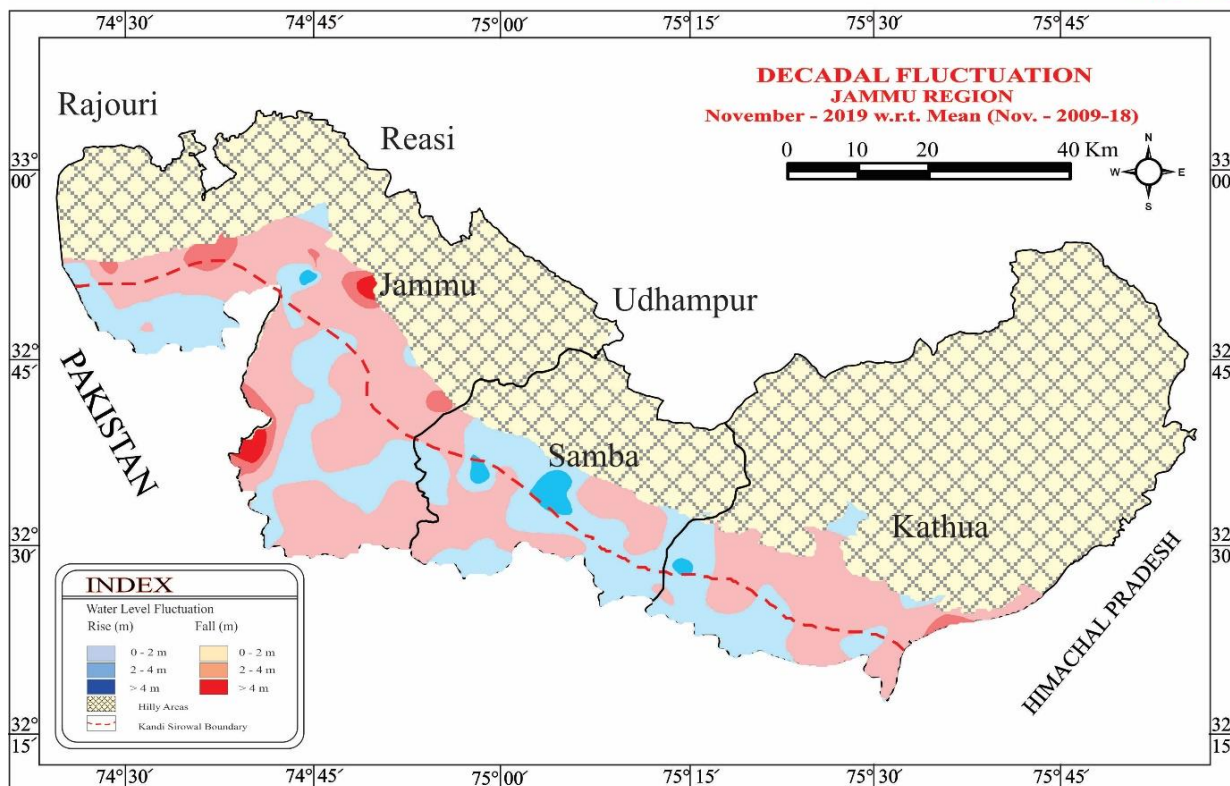 74°30' 74°45' 75°00' 75°15' 75°30' 75°45'
DECADAL FLUCTUATION
JAMMU REGION
November - 2019 w.r.t. Mean (Nov. - 2009-18)
0 10 20 40 Km
N
W E
S
Rajouri
Reasi
33°
00'
33°
00'
Jammu
Udhampur
32°
45'
32°
45'
PAKISTAN
Samba
Kathua
32°
30'
32°
30'
HIMACHAL PRADESH
INDEX
Water Level Fluctuation
Rise (m) Fall (m)
0 - 2 m 0 - 2 m
2 - 4 m 2 - 4 m
> 4 m > 4 m
Hilly Areas
Kandi Sirowal Boundary
32°
15'
32°
15'
74°30' 74°45' 75°00' 75°15' 75°30' 75°45'